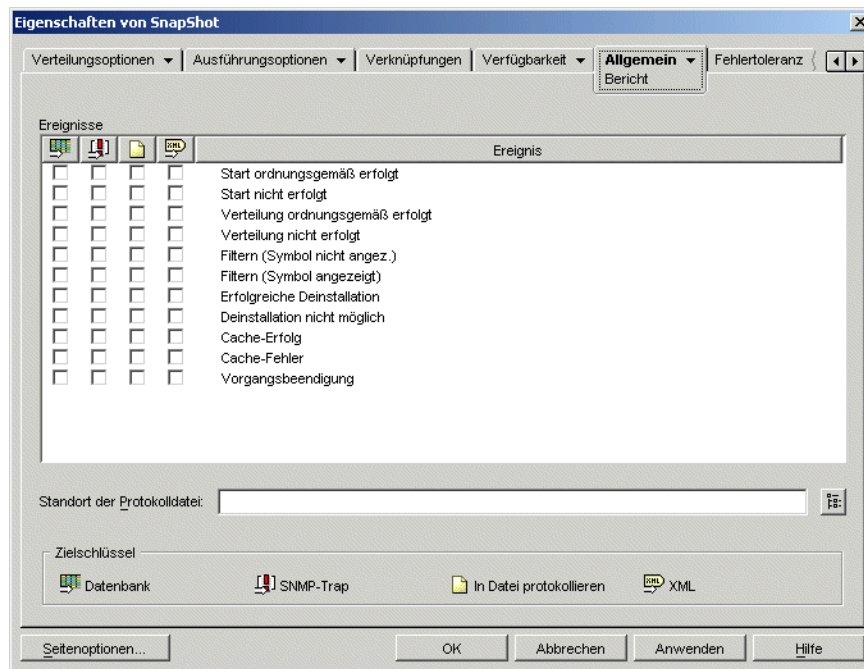 Eigenschaften von SnapShot
Verteilungsoptionen Ausführungsoptionen Verknüpfungen Verfügbarkeit Allgemein Fehlertoleranz
Bericht
Ereignisse
XML Ereignis
Start ordnungsgemäß erfolgt
Start nicht erfolgt
Verteilung ordnungsgemäß erfolgt
Verteilung nicht erfolgt
Filtern (Symbol nicht angez.)
Filtern (Symbol angezeigt)
Erfolgreiche Deinstallation
Deinstallation nicht möglich
Cache-Erfolg
Cache-Fehler
Vorgangsbeendigung
Standort der Protokolldatei:
Zielschlüssel
Datenbank SNMP-Trap In Datei protokollieren XML XML
Seitenoptionen... OK Abbrechen Anwenden Hilfe